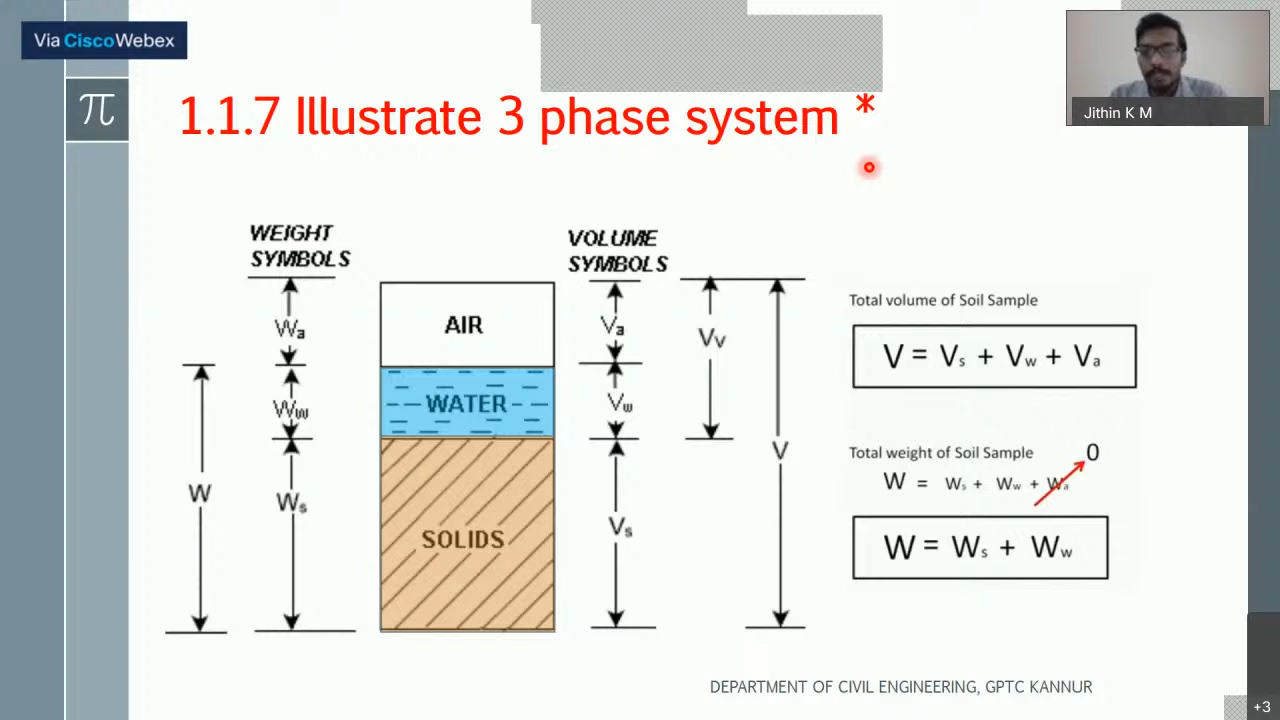 Via CiscoWebex
π
1.1.7 Illustrate 3 phase system *
Jithin K M
WEIGHT
SYMBOLS
VOLUME
SYMBOLS
Wa
AIR
Va
Vv
Total volume of Soil Sample
V = Vs + Vw + Va
Ww
WATER
Vw
W
Ws
SOLIDS
Vs
V
Total weight of Soil Sample
0
W = Ws + Ww + Wa
W = Ws + Ww
DEPARTMENT OF CIVIL ENGINEERING, GPTC KANNUR
+3